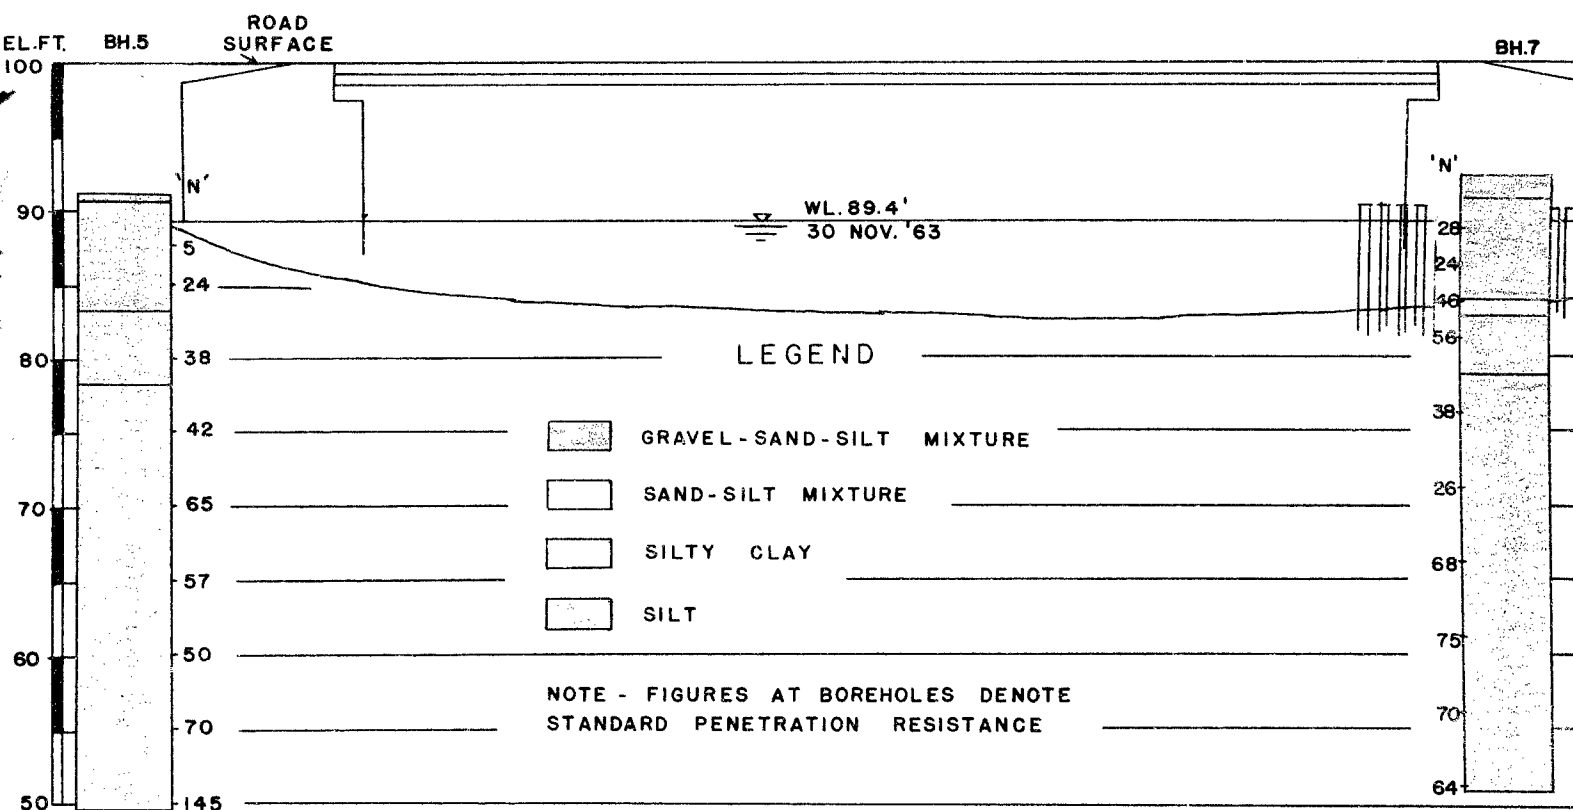 EL.FT.
BH.5
ROAD
SURFACE
BH.7
100
90
80
70
60
50
'N'
5
24
38
42
65
57
50
70
145
WL. 89.4'
30 NOV. '63
LEGEND
GRAVEL-SAND-SILT MIXTURE
SAND-SILT MIXTURE
SILTY CLAY
SILT
NOTE - FIGURES AT BOREHOLES DENOTE
STANDARD PENETRATION RESISTANCE
'N'
28
24
46
56
38
26
68
75
70
64